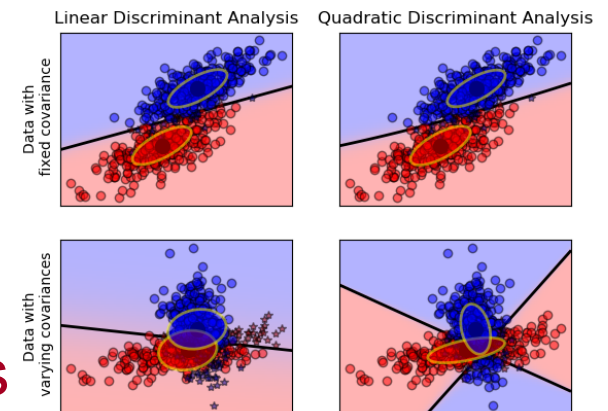 Linear Discriminant Analysis
Quadratic Discriminant Analysis
Data with
fixed covariance
Data with
varying covariances
s